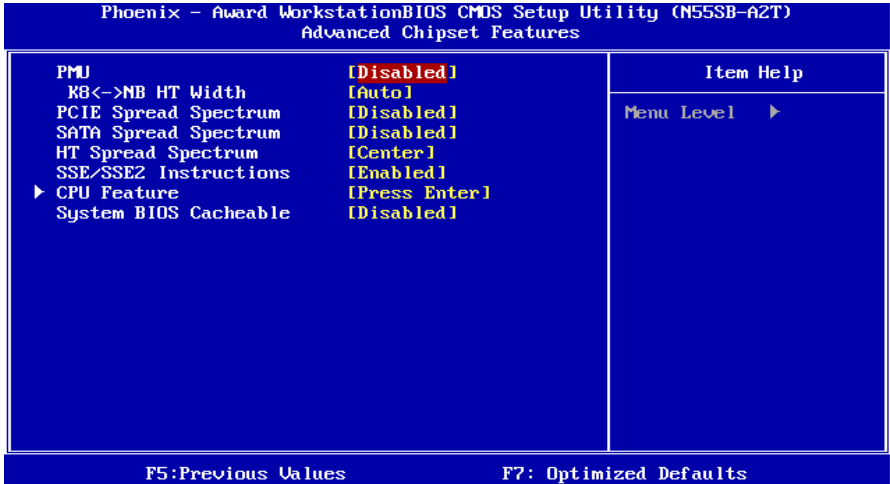 Phoenix - Award WorkstationBIOS CMOS Setup Utility (N55SB-A2T)
Advanced Chipset Features
PMU [Disabled]
K8<->NB HT Width [Auto]
PCIE Spread Spectrum [Disabled]
SATA Spread Spectrum [Disabled]
HT Spread Spectrum [Center]
SSE/SSE2 Instructions [Enabled]
CPU Feature [Press Enter]
System BIOS Cacheable [Disabled]
Item Help
Menu Level
F5:Previous Values F7: Optimized Defaults